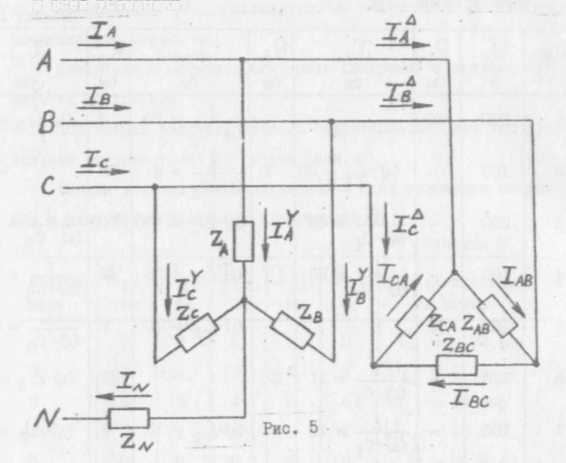 I_A I_A^Δ
A
I_B I_B^Δ
B
I_C
C
I_C^Δ
Z_A I_A^Y
I_C^Y I_B^Y I_CA I_AB
Z_C Z_B Z_CA Z_AB
Z_BC
I_N I_BC
N
Z_N Рис. 5